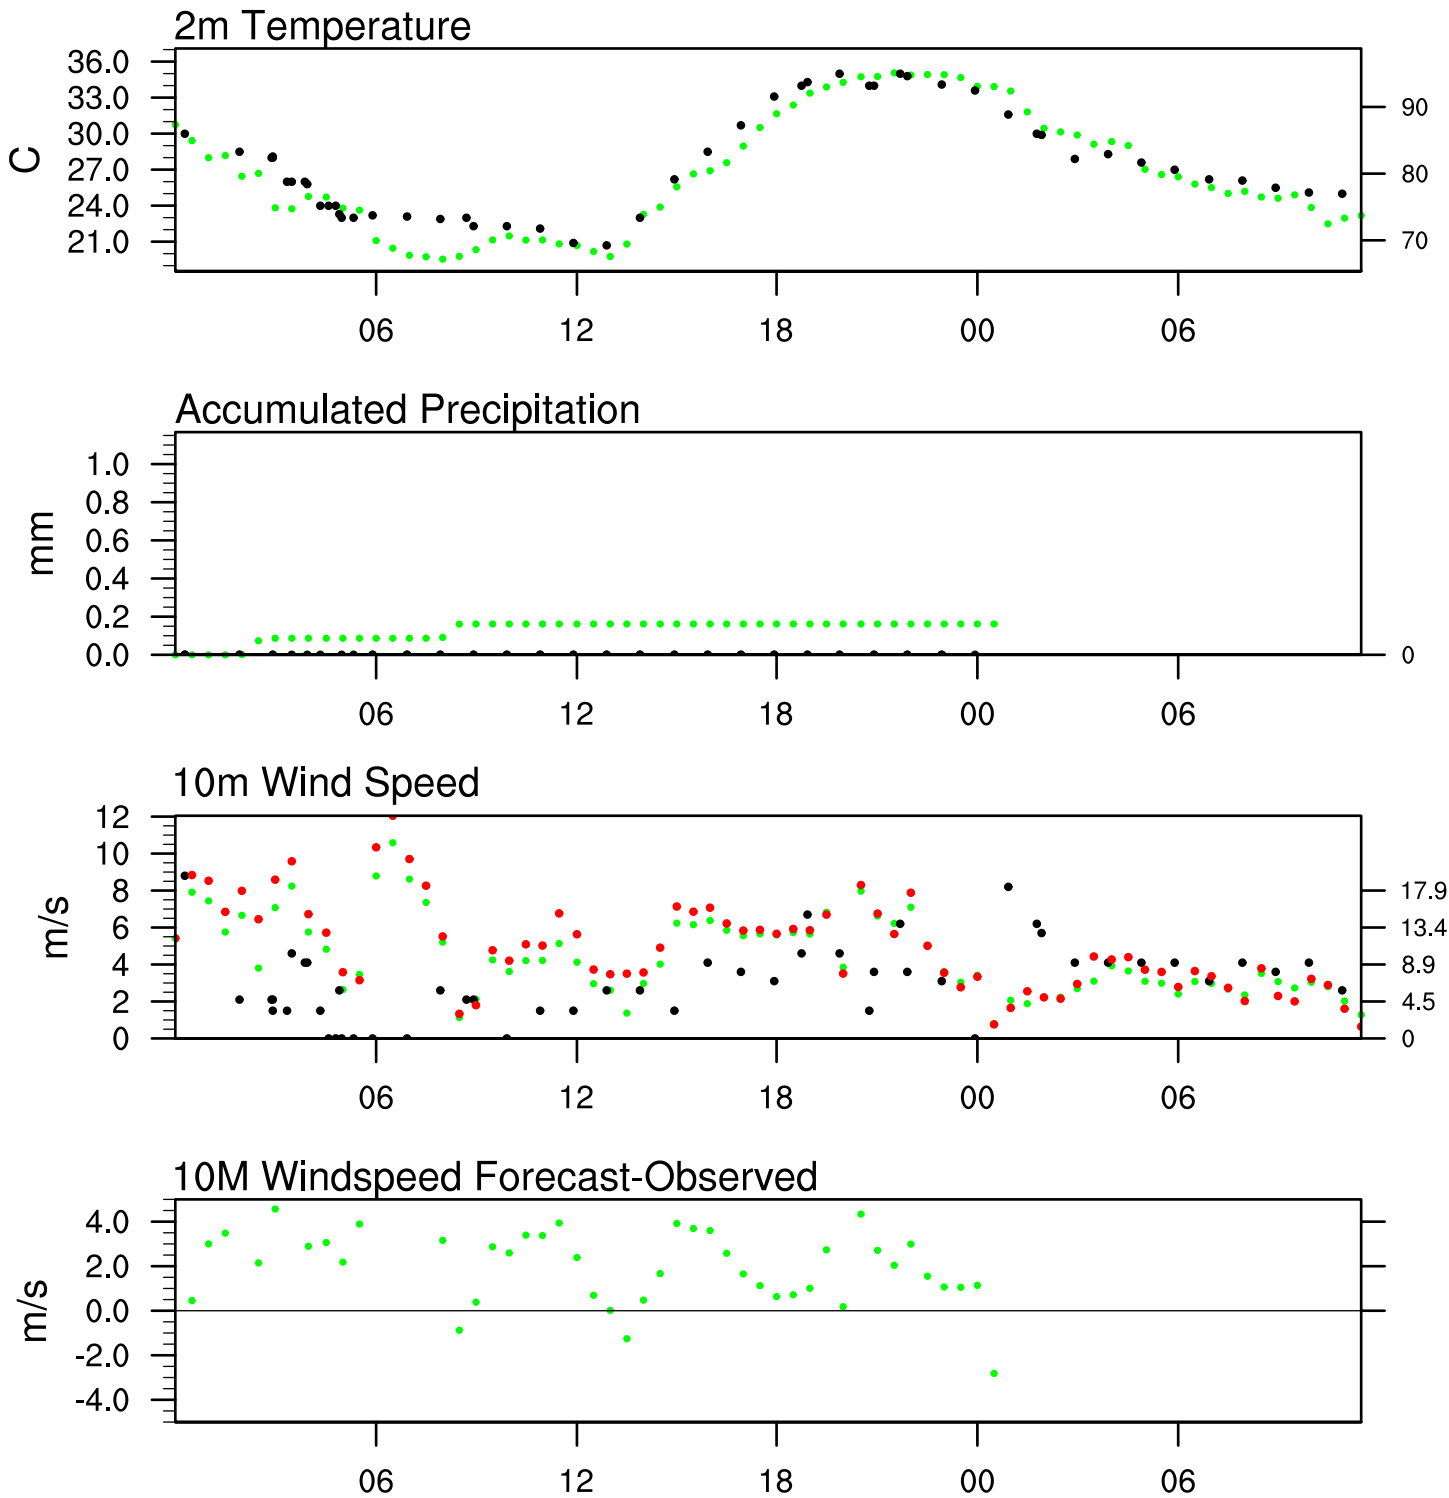 2m Temperature
36.0
33.0
30.0
27.0
24.0
21.0
C
90
80
70
06 12 18 00 06
Accumulated Precipitation
1.0
0.8
0.6
0.4
0.2
0.0
mm
0
06 12 18 00 06
10m Wind Speed
12
10
8
6
4
2
0
m/s
17.9
13.4
8.9
4.5
0
06 12 18 00 06
10M Windspeed Forecast-Observed
4.0
2.0
0.0
-2.0
-4.0
m/s
06 12 18 00 06